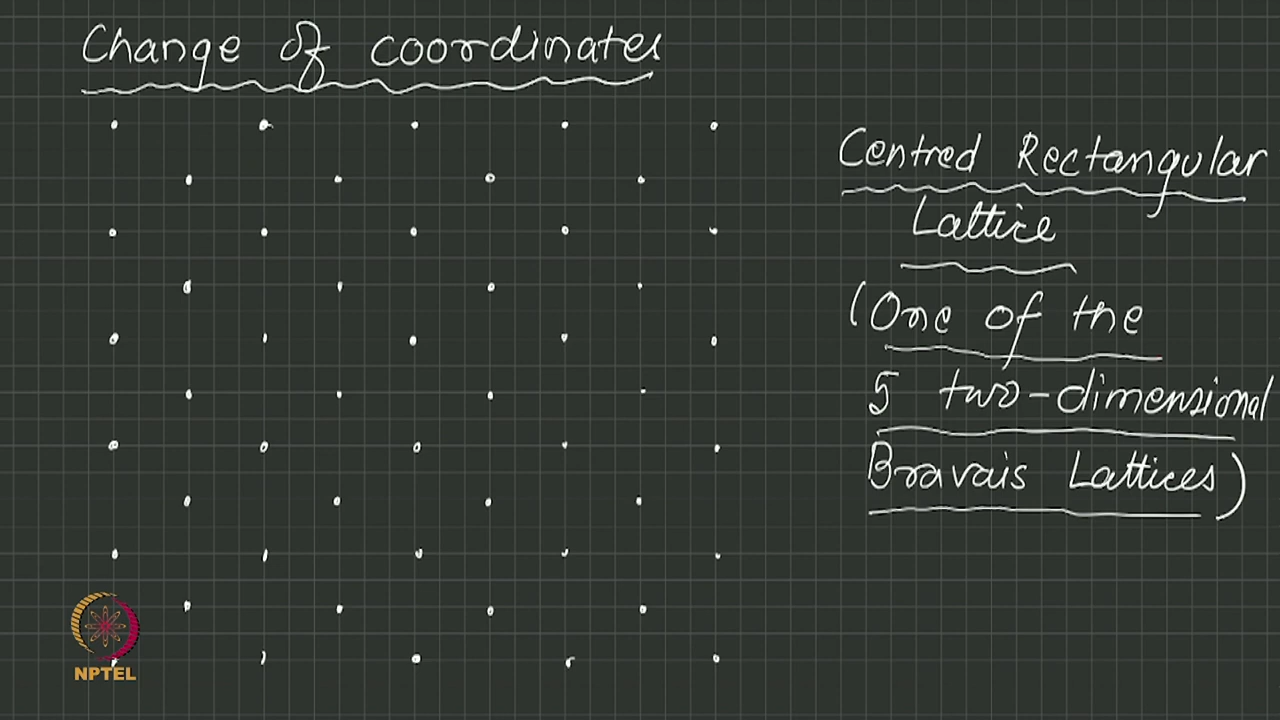 Change of coordinates
Centred Rectangular
Lattice
(One of the
5 two-dimensional
Bravais Lattices)
NPTEL